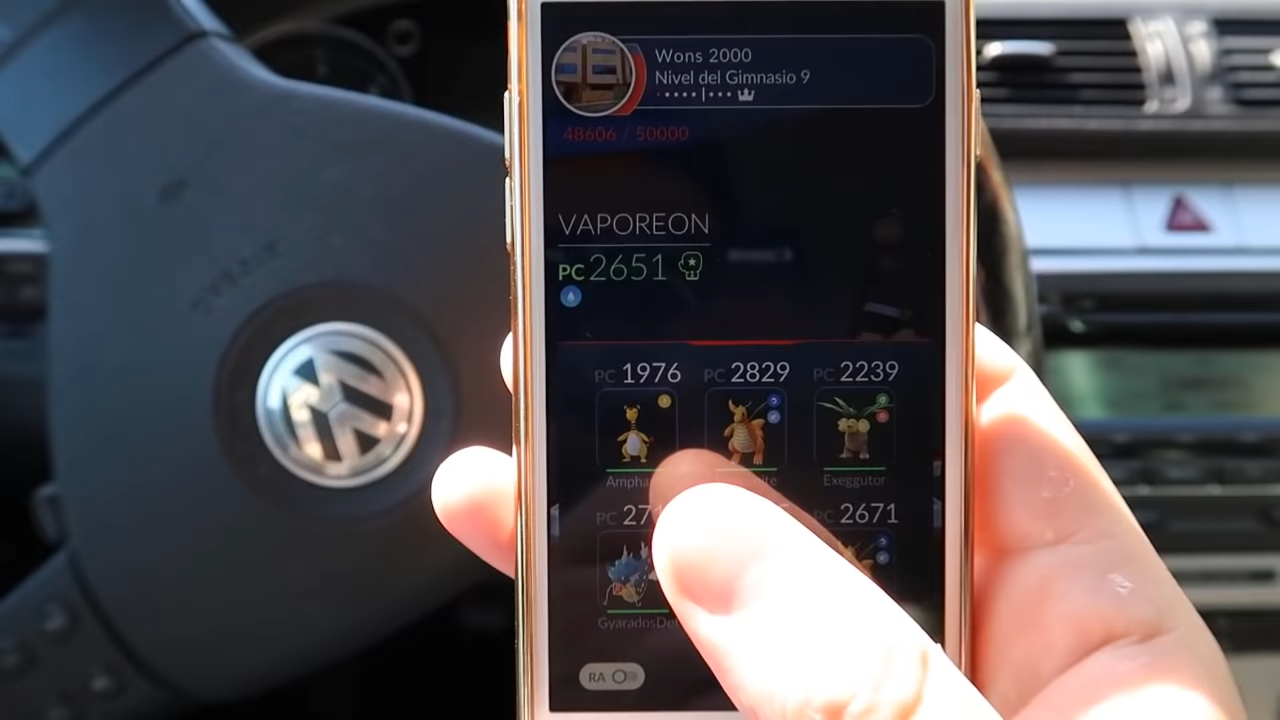 Wons 2000
Nivel del Gimnasio 9
48606 / 50000
VAPOREON
PC 2651
PC 1976 PC 2829 PC 2239
Exeggutor
PC PC 2671
RA